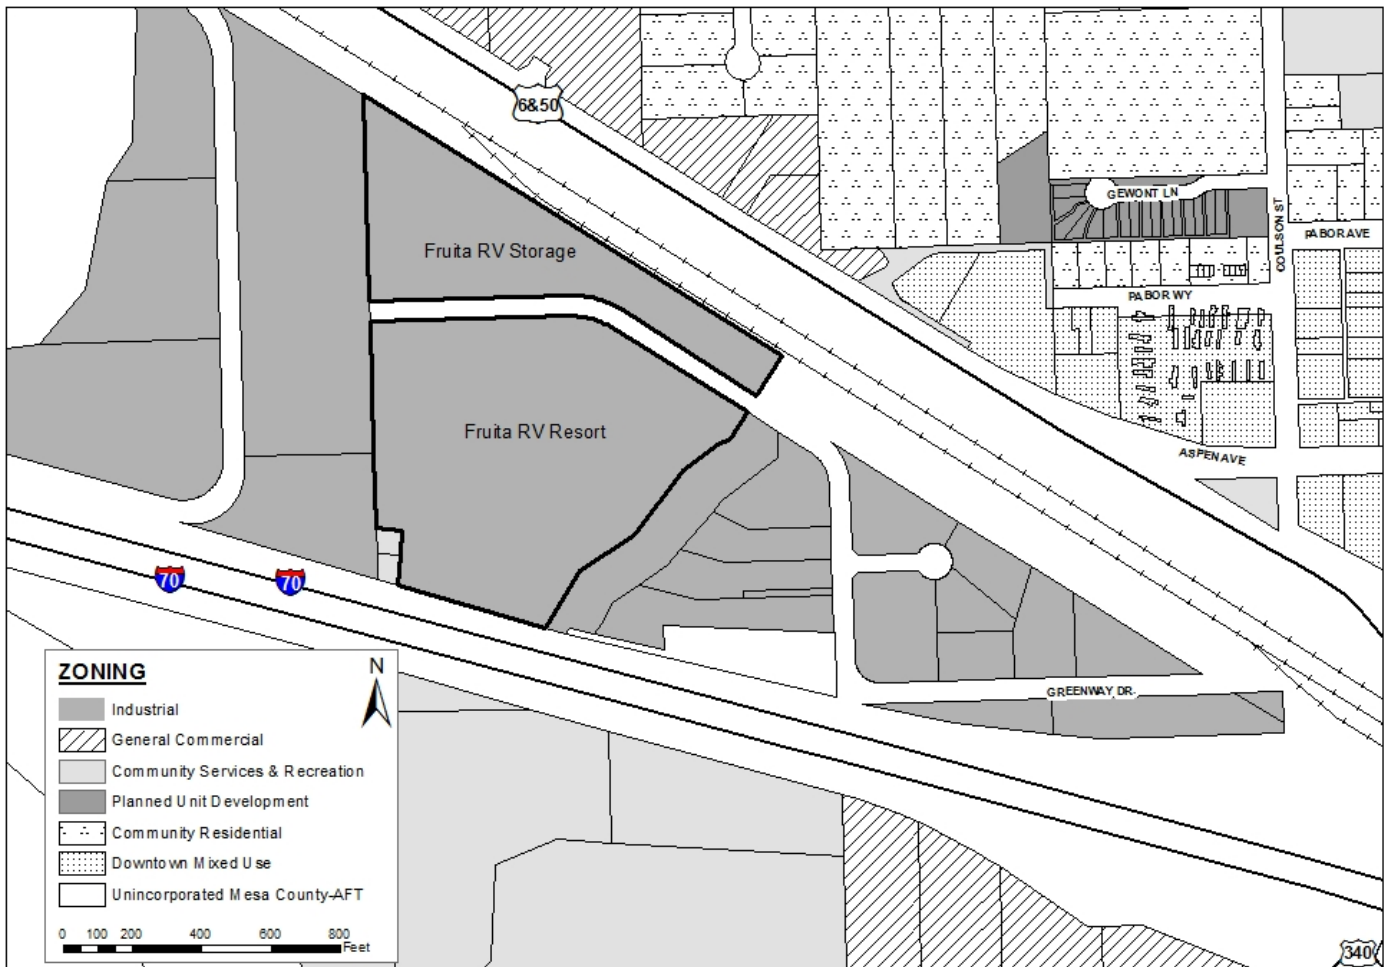 6&50
GEWONT LN
COULSON ST
PABOR AVE
PABOR WY
Fruita RV Storage
Fruita RV Resort
ASPEN AVE
70
70
GREENWAY DR.
340
ZONING
N
Industrial
General Commercial
Community Services & Recreation
Planned Unit Development
Community Residential
Downtown Mixed Use
Unincorporated Mesa County-AFT
0 100 200 400 600 800
Feet